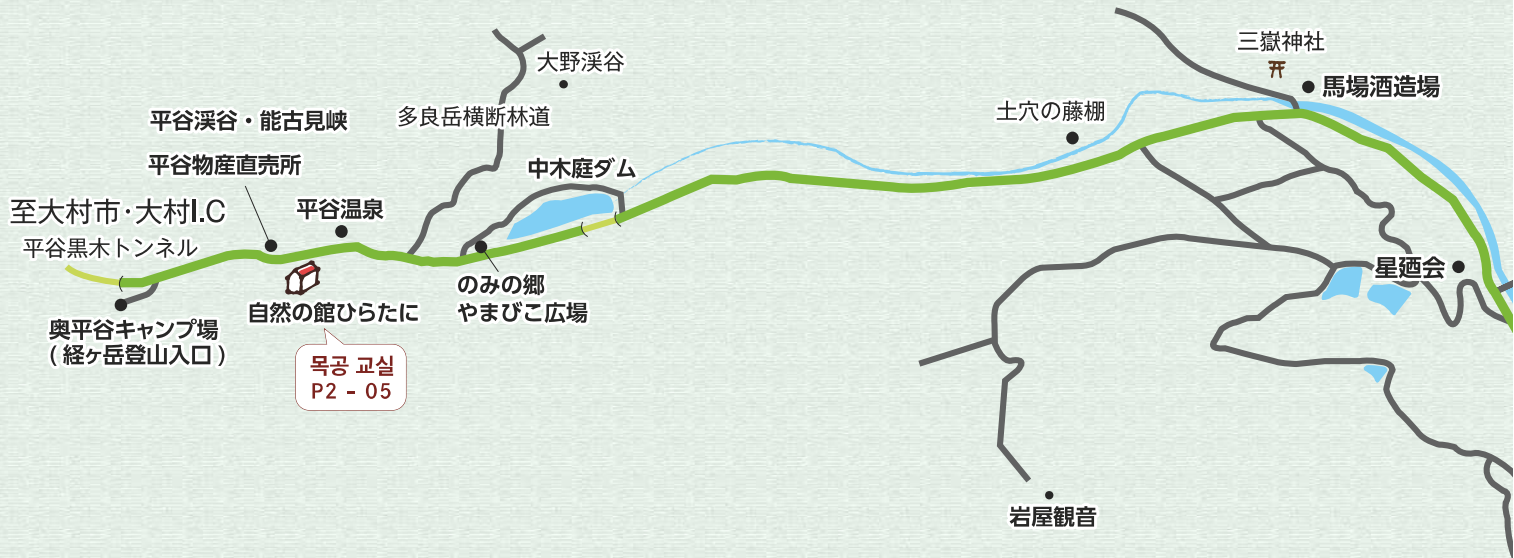 三嶽神社
馬場酒造場
大野渓谷
土穴の藤棚
多良岳横断林道
平谷渓谷・能古見峡
平谷物産直売所
中木庭ダム
至大村市・大村I.C
平谷温泉
平谷黒木トンネル
星廼会
のみの郷
やまびこ広場
自然の館ひらたに
奥平谷キャンプ場
(経ヶ岳登山入口)
목공 교실
P2 - 05
岩屋観音